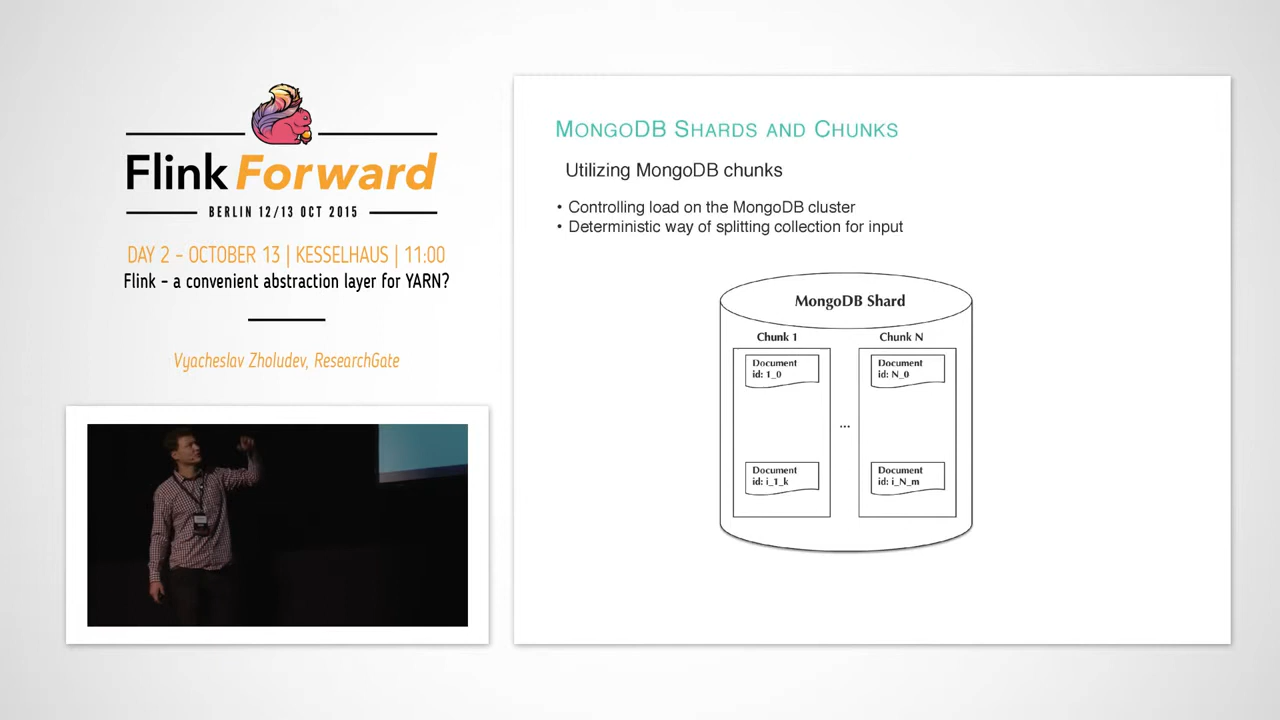 Flink Forward
BERLIN 12/13 OCT 2015
DAY 2 - OCTOBER 13 | KESSELHAUS | 11:00
Flink - a convenient abstraction layer for YARN?
Vyacheslav Zholudev, ResearchGate
MONGODB SHARDS AND CHUNKS
Utilizing MongoDB chunks
• Controlling load on the MongoDB cluster
• Deterministic way of splitting collection for input
MongoDB Shard
Chunk 1
Document
id: 1_0
...
Document
id: i_1_k
Chunk N
Document
id: N_0
Document
id: i_N_m